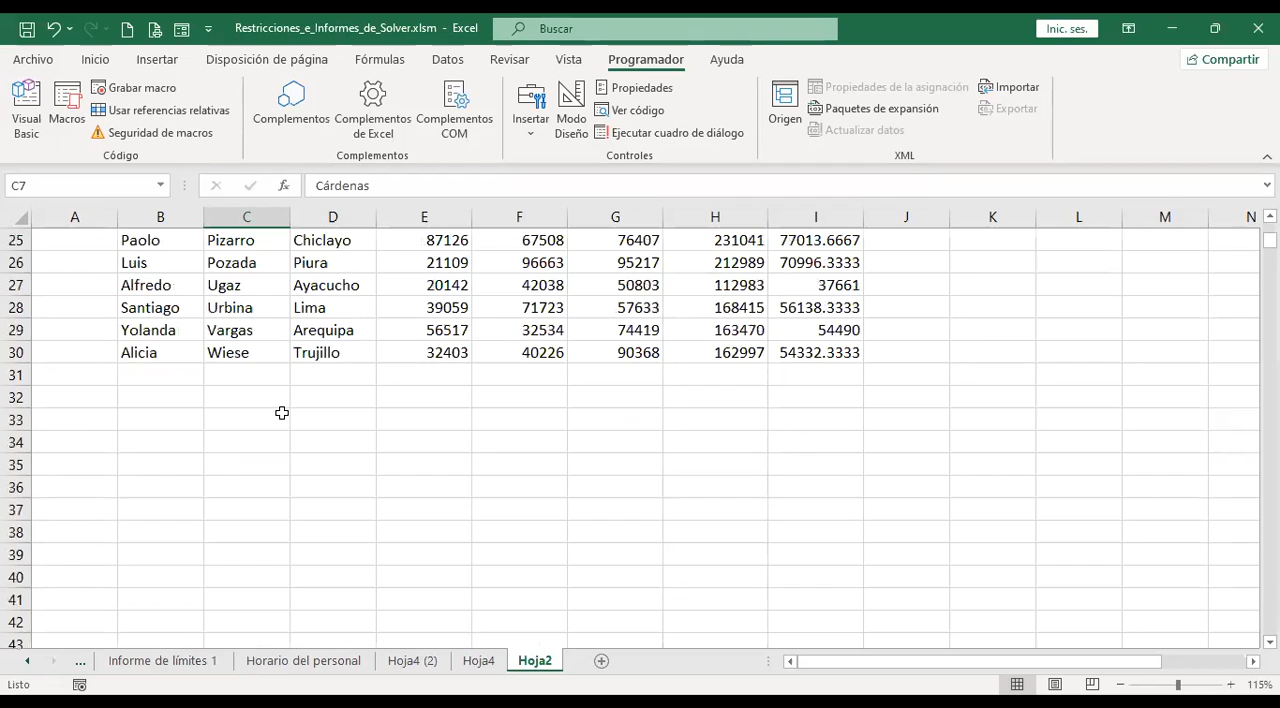 Restricciones_e_Informes_de_Solver.xlsm - Excel
Buscar
Inic. ses.
Archivo Inicio Insertar Disposición de página Fórmulas Datos Revisar Vista Programador Ayuda
Compartir
Visual Basic
Macros
Grabar macro
Usar referencias relativas
Seguridad de macros
Código
Complementos
Complementos de Excel
Complementos COM
Complementos
Insertar
Modo Diseño
Propiedades
Ver código
Ejecutar cuadro de diálogo
Controles
Origen
Propiedades de la asignación
Paquetes de expansión
Actualizar datos
Importar
Exportar
XML
C7
fx
Cárdenas
A B C D E F G H I J K L M N
25 Paolo Pizarro Chiclayo 87126 67508 76407 231041 77013.6667
26 Luis Pozada Piura 21109 96663 95217 212989 70996.3333
27 Alfredo Ugaz Ayacucho 20142 42038 50803 112983 37661
28 Santiago Urbina Lima 39059 71723 57633 168415 56138.3333
29 Yolanda Vargas Arequipa 56517 32534 74419 163470 54490
30 Alicia Wiese Trujillo 32403 40226 90368 162997 54332.3333
31
32
33
34
35
36
37
38
39
40
41
42
43
... Informe de límites 1 Horario del personal Hoja4 (2) Hoja4 Hoja2
Listo
115%